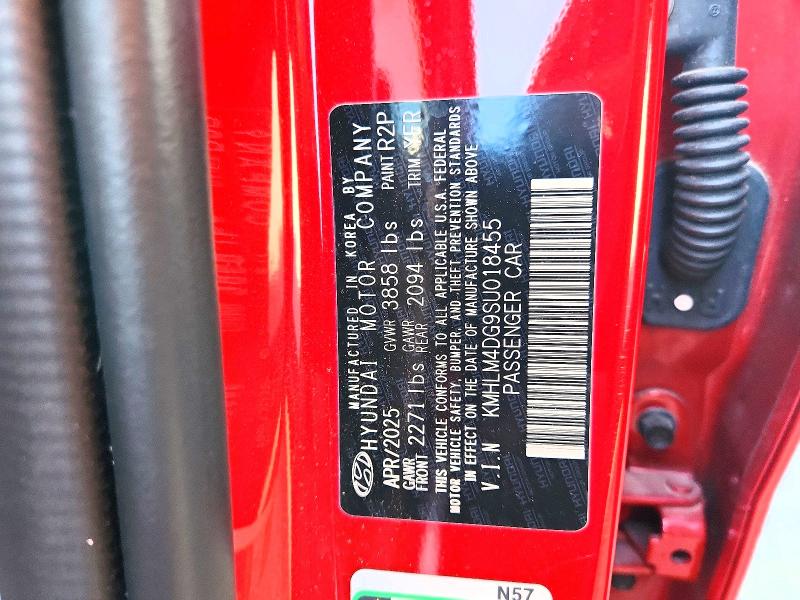 MANUFACTURED IN KOREA BY
HYUNDAI MOTOR COMPANY
APR/2025 GVWR 3858 lbs PAINT R2P
GAWR FRONT 2271 lbs GAWR REAR 2094 lbs TRIM
THIS VEHICLE CONFORMS TO ALL APPLICABLE U.S.A. FEDERAL
MOTOR VEHICLE SAFETY, BUMPER, AND THEFT PREVENTION STANDARDS
IN EFFECT ON THE DATE OF MANUFACTURE SHOWN ABOVE
V.I.N KMHLM4DG9SU018455
PASSENGER CAR
N57